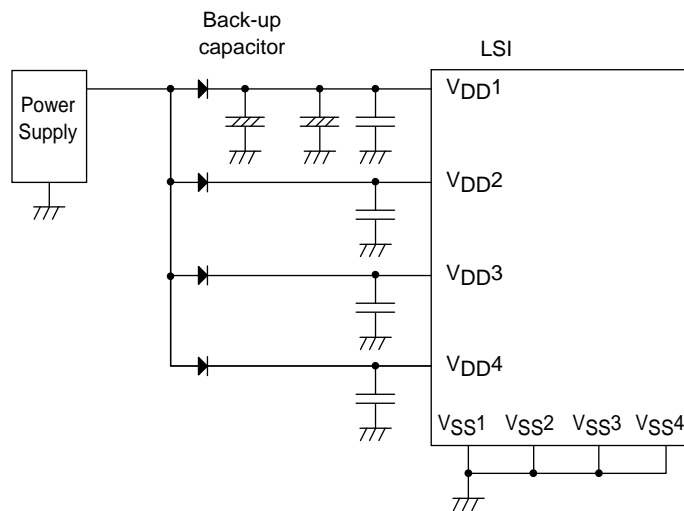 Back-up
capacitor
LSI
Power
Supply
VDD1
VDD2
VDD3
VDD4
VSS1 VSS2 VSS3 VSS4